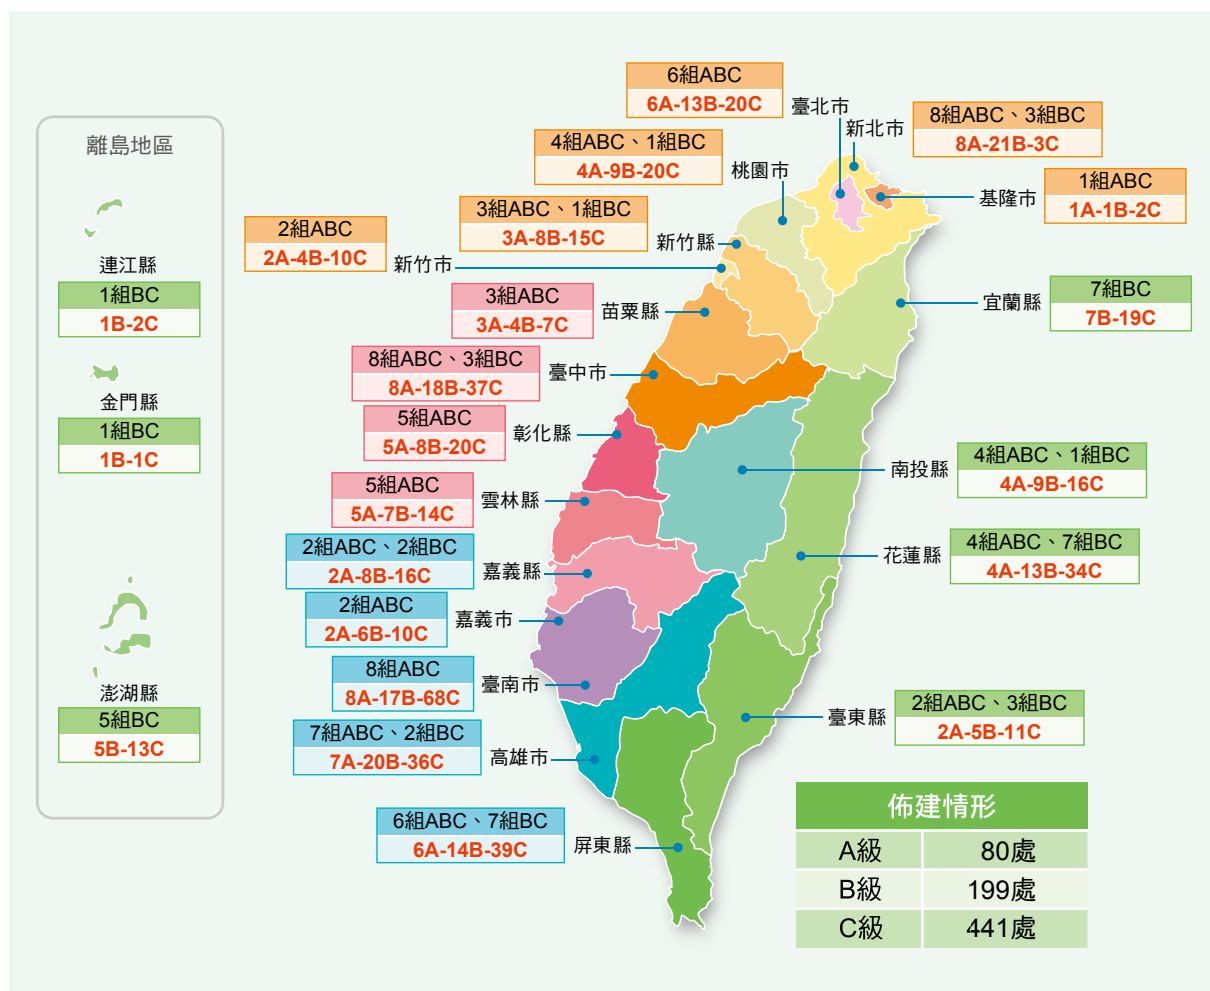 6組ABC
6A-13B-20C
臺北市
新北市
8組ABC、3組BC
8A-21B-3C
4組ABC、1組BC
4A-9B-20C
桃園市
1組ABC
1A-1B-2C
基隆市
3組ABC、1組BC
3A-8B-15C
新竹縣
2組ABC
2A-4B-10C
新竹市
3組ABC
3A-4B-7C
苗粟縣
宜蘭縣
7組BC
7B-19C
8組ABC、3組BC
8A-18B-37C
臺中市
5組ABC
5A-8B-20C
彰化縣
南投縣
4組ABC、1組BC
4A-9B-16C
5組ABC
5A-7B-14C
雲林縣
2組ABC、2組BC
2A-8B-16C
嘉義縣
花蓮縣
4組ABC、7組BC
4A-13B-34C
2組ABC
2A-6B-10C
嘉義市
8組ABC
8A-17B-68C
臺南市
臺東縣
2組ABC、3組BC
2A-5B-11C
7組ABC、2組BC
7A-20B-36C
高雄市
6組ABC、7組BC
6A-14B-39C
屏東縣
離島地區
連江縣
1組BC
1B-2C
金門縣
1組BC
1B-1C
澎湖縣
5組BC
5B-13C
佈建情形
A級 80處
B級 199處
C級 441處